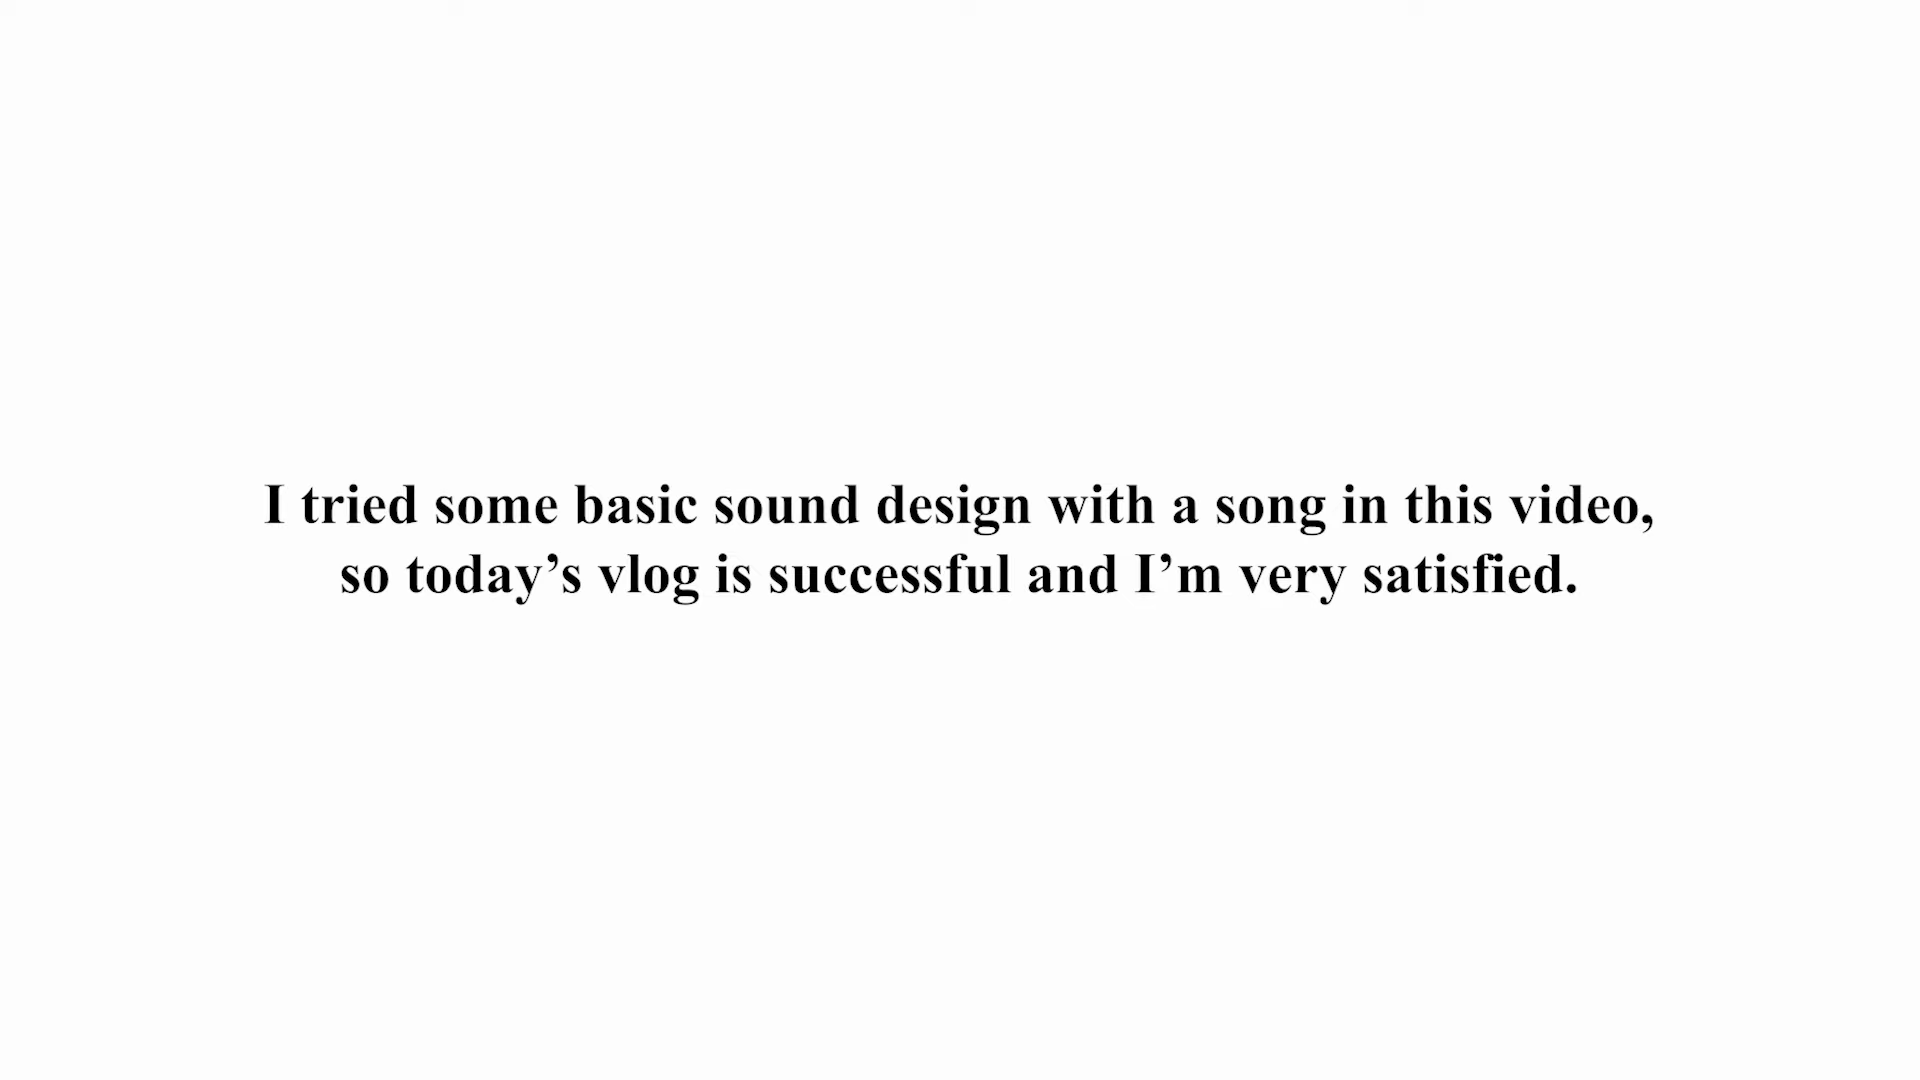 I tried some basic sound design with a song in this video,
so today’s vlog is successful and I’m very satisfied.